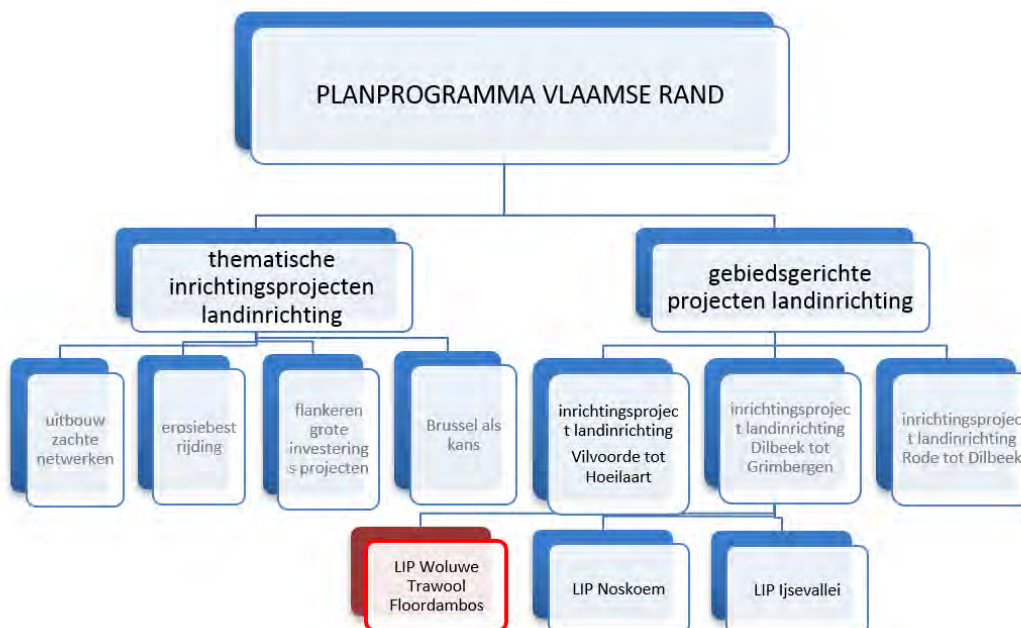 PLANPROGRAMMA VLAAMSE RAND
thematische
inrichtingsprojecten
landinrichting
gebiedsgerichte
projecten landinrichting
uitbouw
zachte
netwerken
erosiebest
rijding
flankeren
grote
investering
s projecten
Brussel als
kans
inrichtingsprojec
t landinrichting
Vilvoorde tot
Hoeilaart
inrichtingsprojec
t landinrichting
Dilbeek tot
Grimbergen
inrichtingsprojec
t landinrichting
Rode tot Dilbeek
LIP Woluwe
Trawool
Floordambos
LIP Noskoem
LIP Ijsevallei